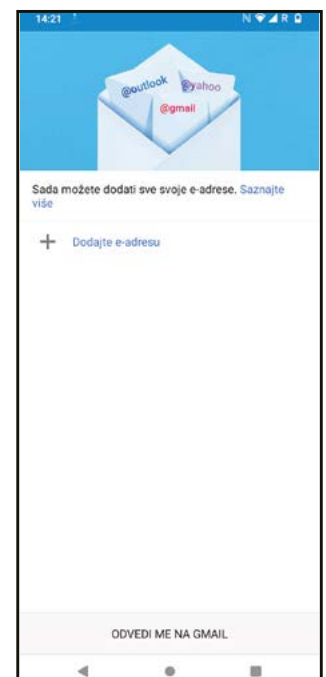 14:21
N R
@outlook
@yahoo
@gmail
Sada možete dodati sve svoje e-adrese. Saznajte
više
Dodajte e-adresu
ODVEDI ME NA GMAIL